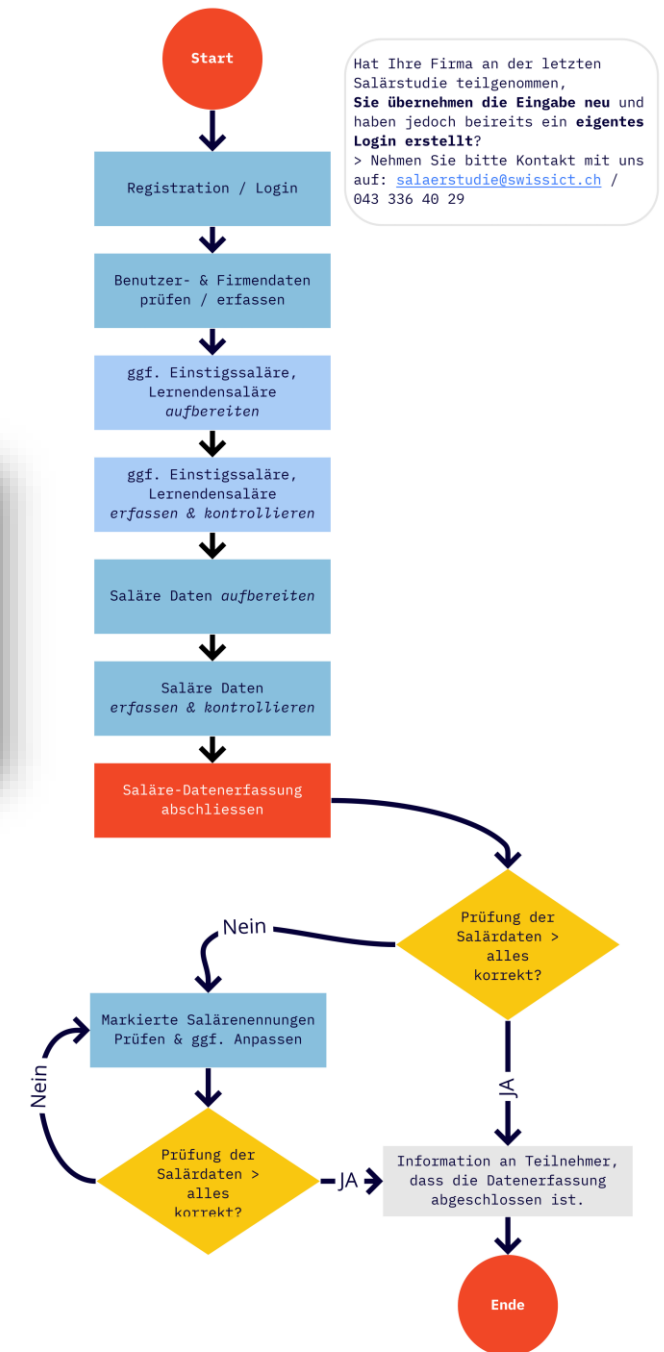 Start
Hat Ihre Firma an der letzten
Salärstudie teilgenommen,
Sie übernehmen die Eingabe neu und
haben jedoch beireits ein eigentes
Login erstellt?
> Nehmen Sie bitte Kontakt mit uns
auf: salaerstudie@swissict.ch /
043 336 40 29
Registration / Login
Benutzer- & Firmendaten
prüfen / erfassen
ggf. Einstigssaläre,
Lernendensaläre
aufbereiten
ggf. Einstigssaläre,
Lernendensaläre
erfassen & kontrollieren
Saläre Daten aufbereiten
Saläre Daten
erfassen & kontrollieren
Saläre-Datenerfassung
abschliessen
Prüfung der
Salärdaten >
alles
korrekt?
Nein
Markierte Salärenennungen
Prüfen & ggf. Anpassen
Nein
JA
Prüfung der
Salärdaten >
alles
korrekt?
JA
Information an Teilnehmer,
dass die Datenerfassung
abgeschlossen ist.
Ende